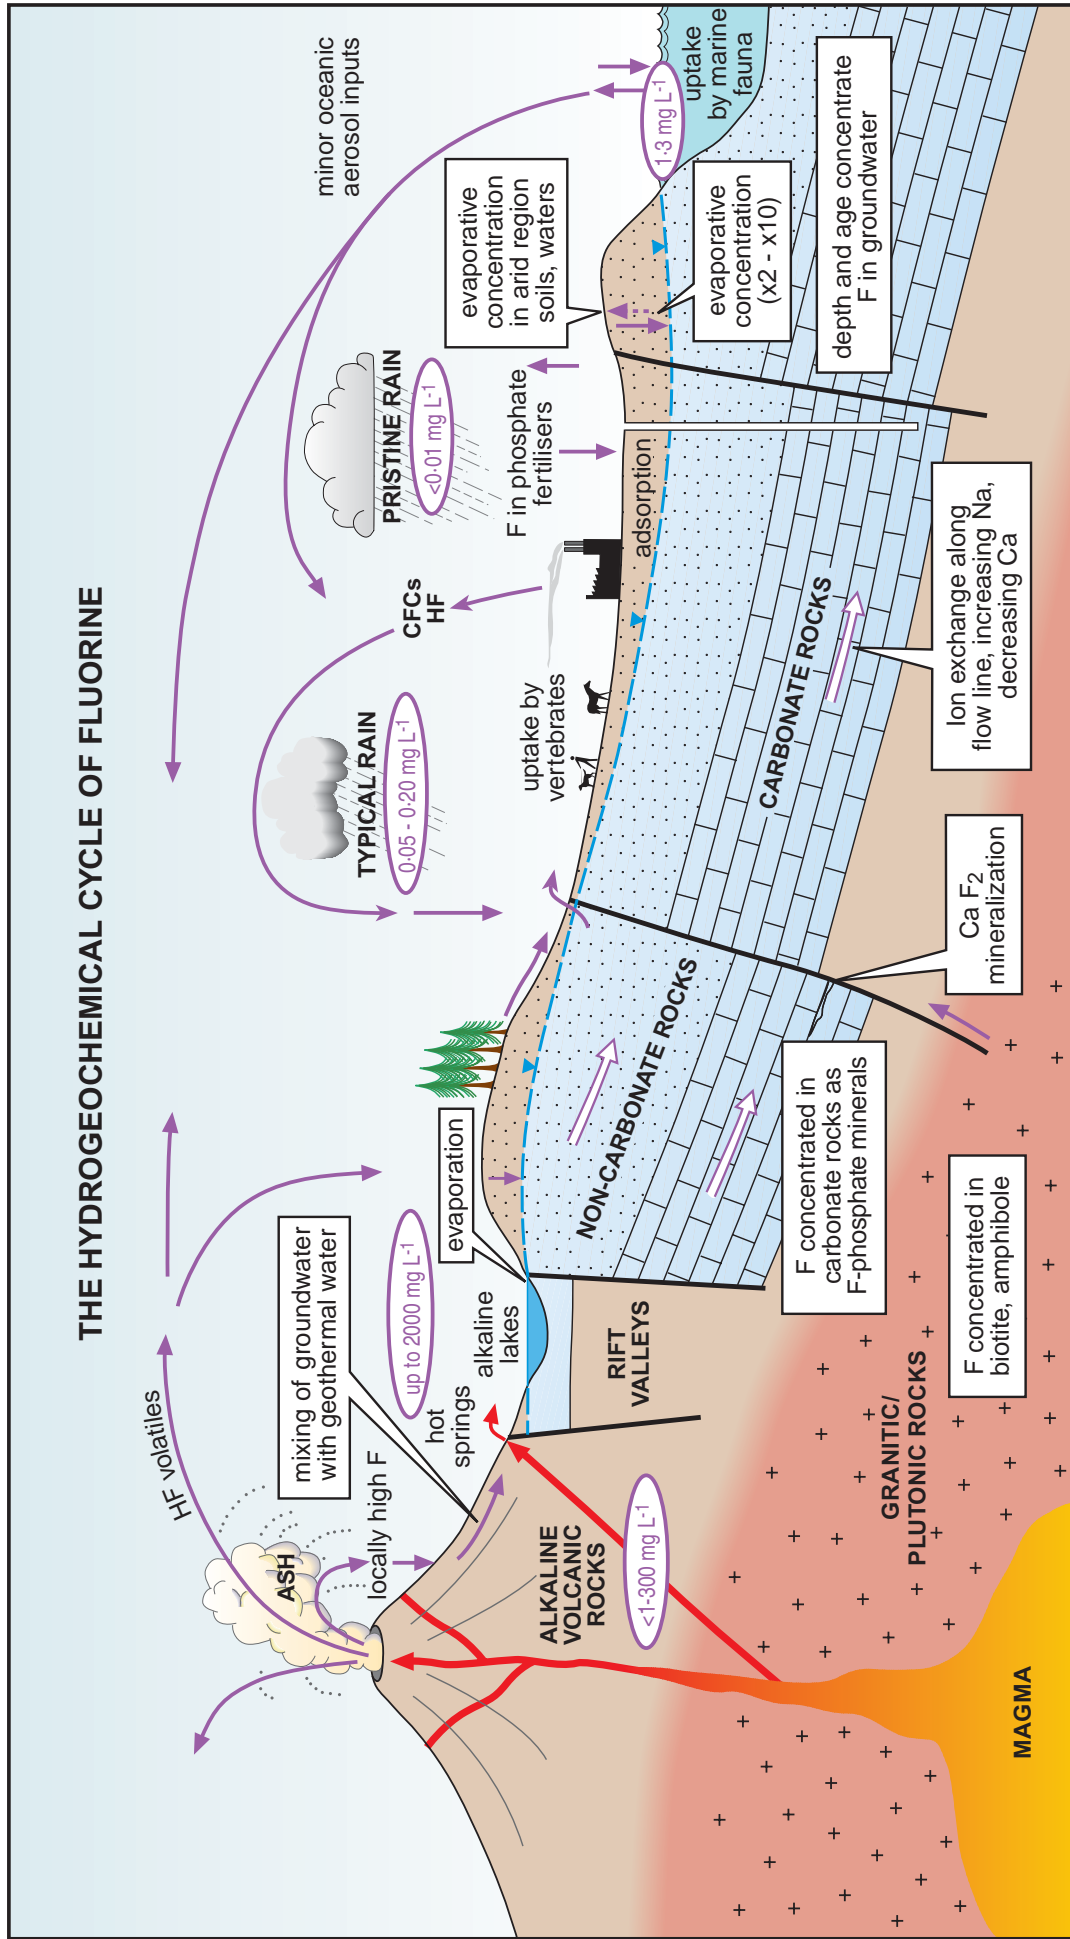 THE HYDROGEOCHEMICAL CYCLE OF FLUORINE
HF volatiles
minor oceanic
aerosol inputs
ASH
mixing of groundwater
with geothermal water
locally high F
up to 2000 mg L-1
hot
springs
alkaline
lakes
evaporation
TYPICAL RAIN
0·05 - 0·20 mg L-1
CFCs
HF
PRISTINE RAIN
<0·01 mg L-1
uptake by
vertebrates
F in phosphate
fertilisers
evaporative
concentration
in arid region
soils, waters
1·3 mg L-1
uptake
by marine
fauna
adsorption
evaporative
concentration
(x2 - x10)
ALKALINE
VOLCANIC
ROCKS
<1-300 mg L-1
RIFT
VALLEYS
NON-CARBONATE ROCKS
CARBONATE ROCKS
depth and age concentrate
F in groundwater
F concentrated in
carbonate rocks as
F-phosphate minerals
Ca F2
mineralization
Ion exchange along
flow line, increasing Na,
decreasing Ca
GRANITIC/
PLUTONIC ROCKS
F concentrated in
biotite, amphibole
MAGMA